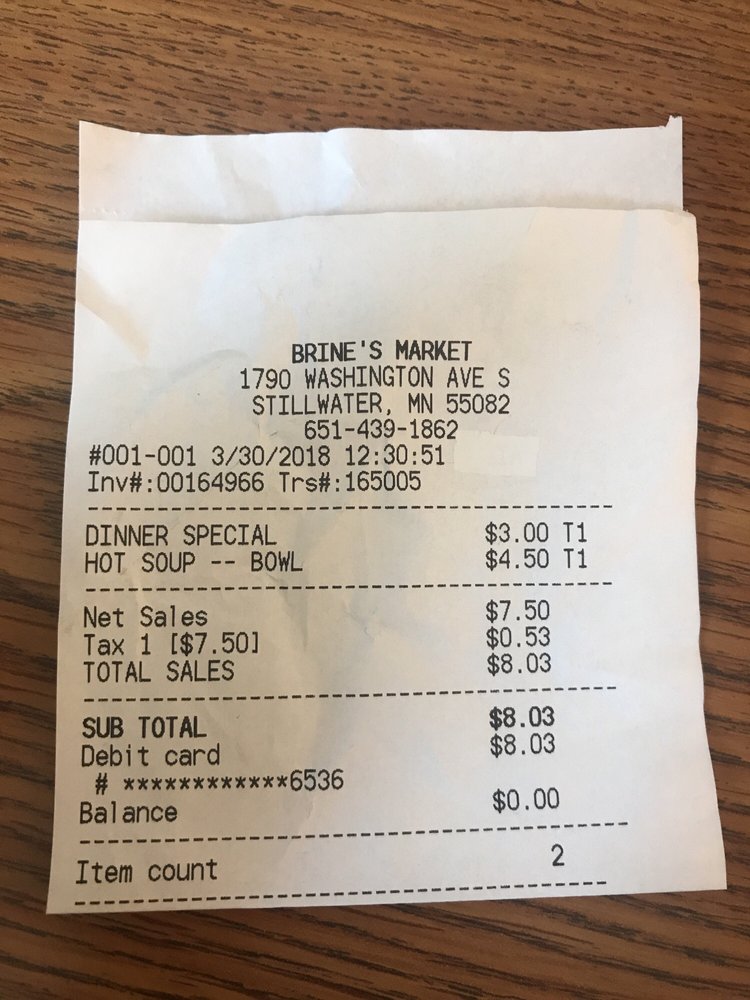 BRINE'S MARKET
1790 WASHINGTON AVE S
STILLWATER, MN 55082
651-439-1862
#001-001 3/30/2018 12:30:51
Inv#:00164966 Trs#:165005
DINNER SPECIAL $3.00 T1
HOT SOUP -- BOWL $4.50 T1
Net Sales $7.50
Tax 1 [$7.50] $0.53
TOTAL SALES $8.03
SUB TOTAL $8.03
Debit card $8.03
# ************6536
Balance $0.00
Item count 2